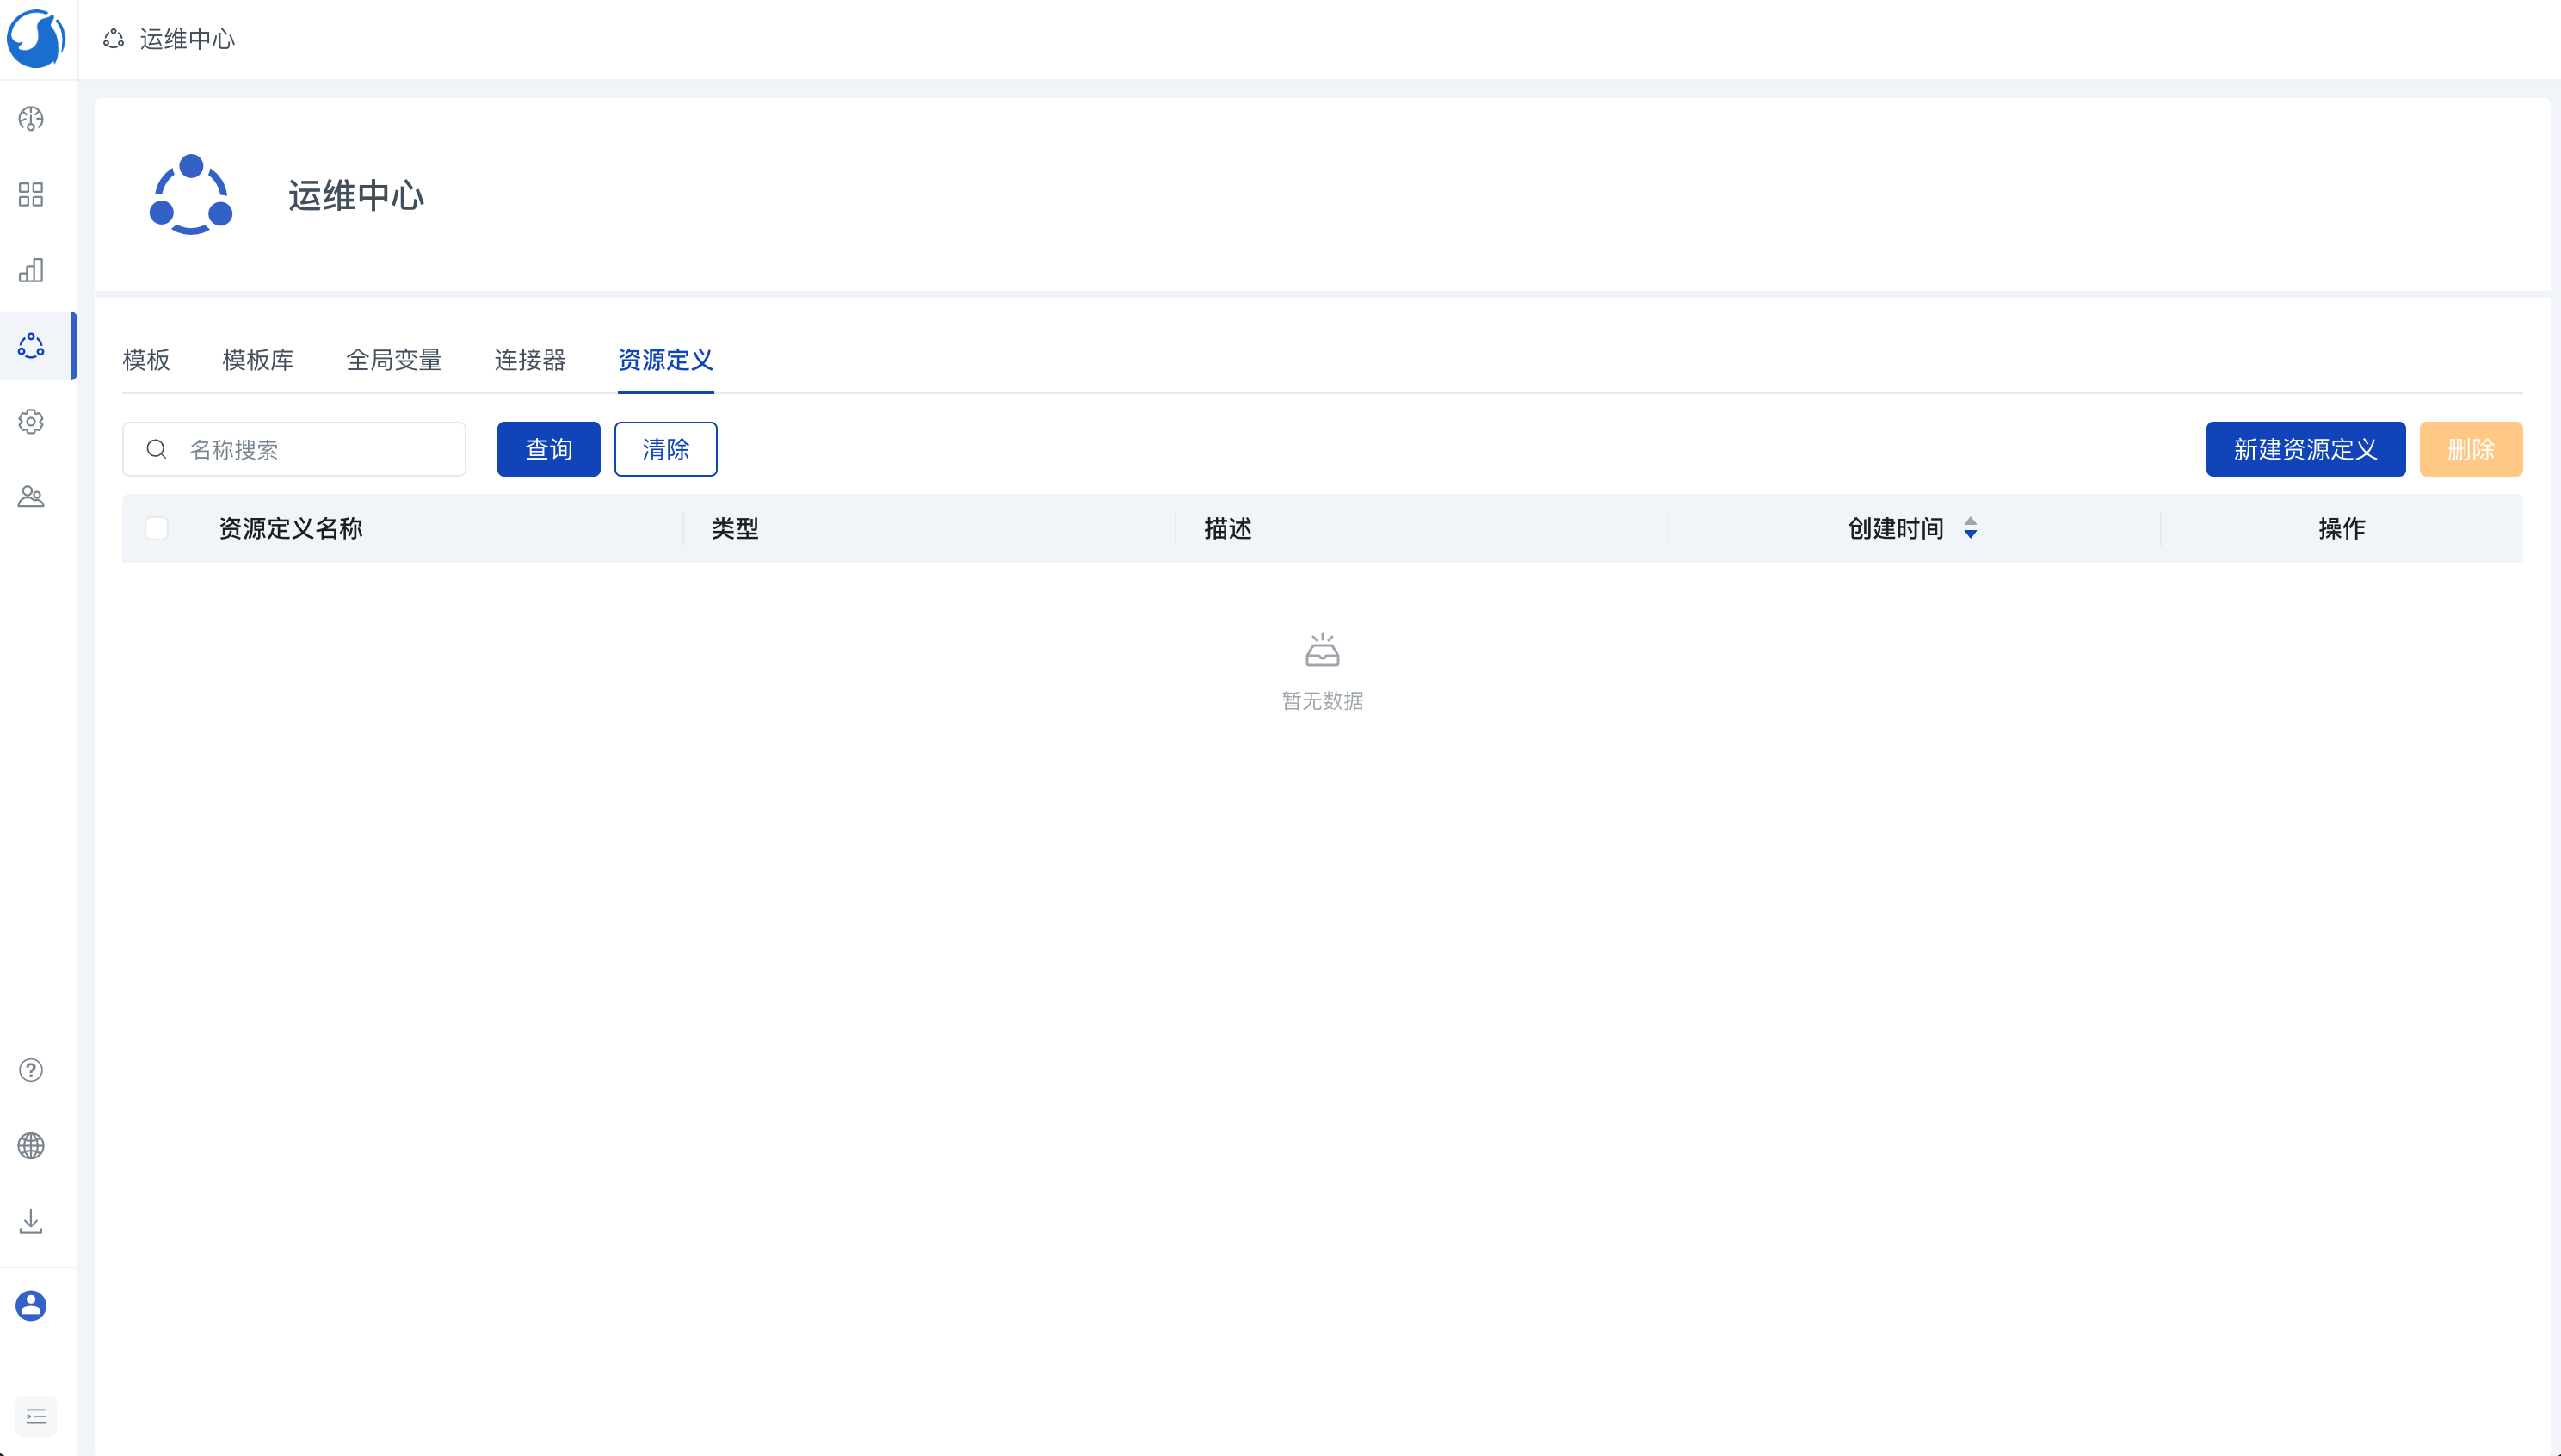 运维中心
运维中心
模板 模板库 全局变量 连接器 资源定义
名称搜索 查询 清除 新建资源定义 删除
资源定义名称 类型 描述 创建时间 操作
暂无数据